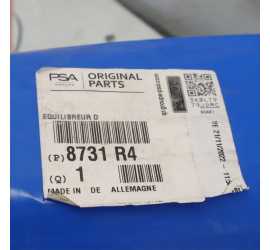 PSA
ORIGINAL
PARTS
EQUILIBREUR D
(P) 8731 R4
(Q) 1
MADE IN DE ALLEMAGNE